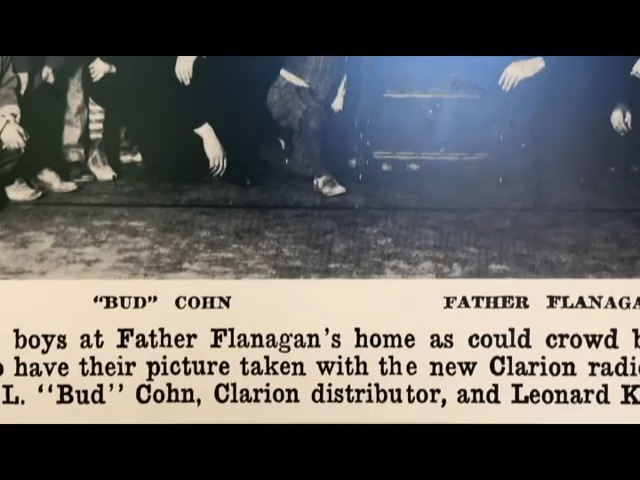 "BUD" COHN FATHER FLANAGA
boys at Father Flanagan's home as could crowd
have their picture taken with the new Clarion radi
L. "Bud" Cohn, Clarion distributor, and Leonard K